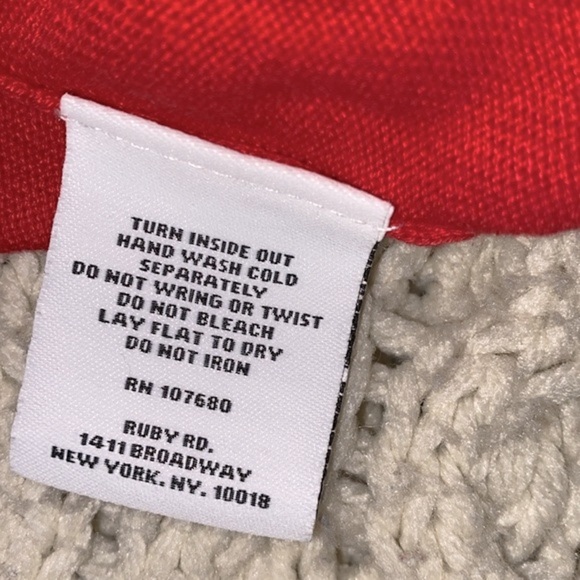 TURN INSIDE OUT
HAND WASH COLD
SEPARATELY
DO NOT WRING OR TWIST
DO NOT BLEACH
LAY FLAT TO DRY
DO NOT IRON
RN 107680
RUBY RD.
1411 BROADWAY
NEW YORK. NY. 10018